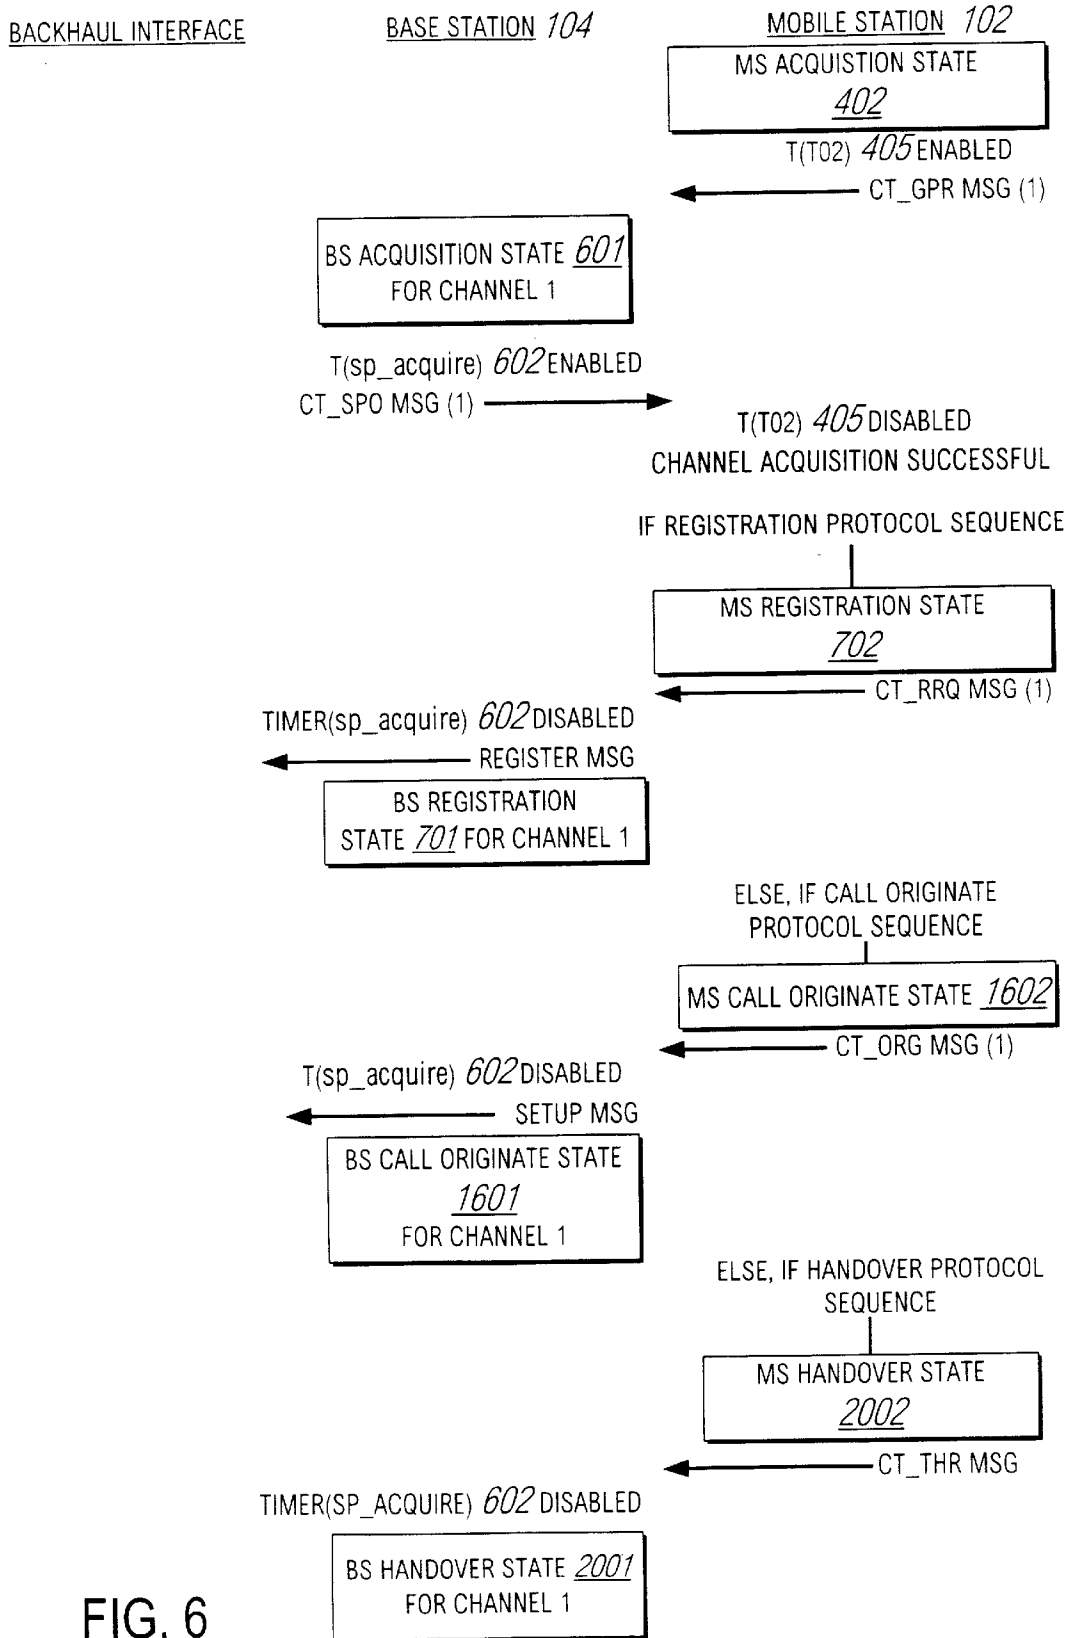 BACKHAUL INTERFACE
BASE STATION 104
MOBILE STATION 102
MS ACQUISTION STATE
402
T(T02) 405 ENABLED
CT_GPR MSG (1)
BS ACQUISITION STATE 601
FOR CHANNEL 1
T(sp_acquire) 602 ENABLED
CT_SPO MSG (1)
T(T02) 405 DISABLED
CHANNEL ACQUISITION SUCCESSFUL
IF REGISTRATION PROTOCOL SEQUENCE
MS REGISTRATION STATE
702
CT_RRQ MSG (1)
TIMER(sp_acquire) 602 DISABLED
REGISTER MSG
BS REGISTRATION
STATE 701 FOR CHANNEL 1
ELSE, IF CALL ORIGINATE
PROTOCOL SEQUENCE
MS CALL ORIGINATE STATE 1602
CT_ORG MSG (1)
T(sp_acquire) 602 DISABLED
SETUP MSG
BS CALL ORIGINATE STATE
1601
FOR CHANNEL 1
ELSE, IF HANDOVER PROTOCOL
SEQUENCE
MS HANDOVER STATE
2002
CT_THR MSG
TIMER(SP_ACQUIRE) 602 DISABLED
BS HANDOVER STATE 2001
FOR CHANNEL 1
FIG. 6